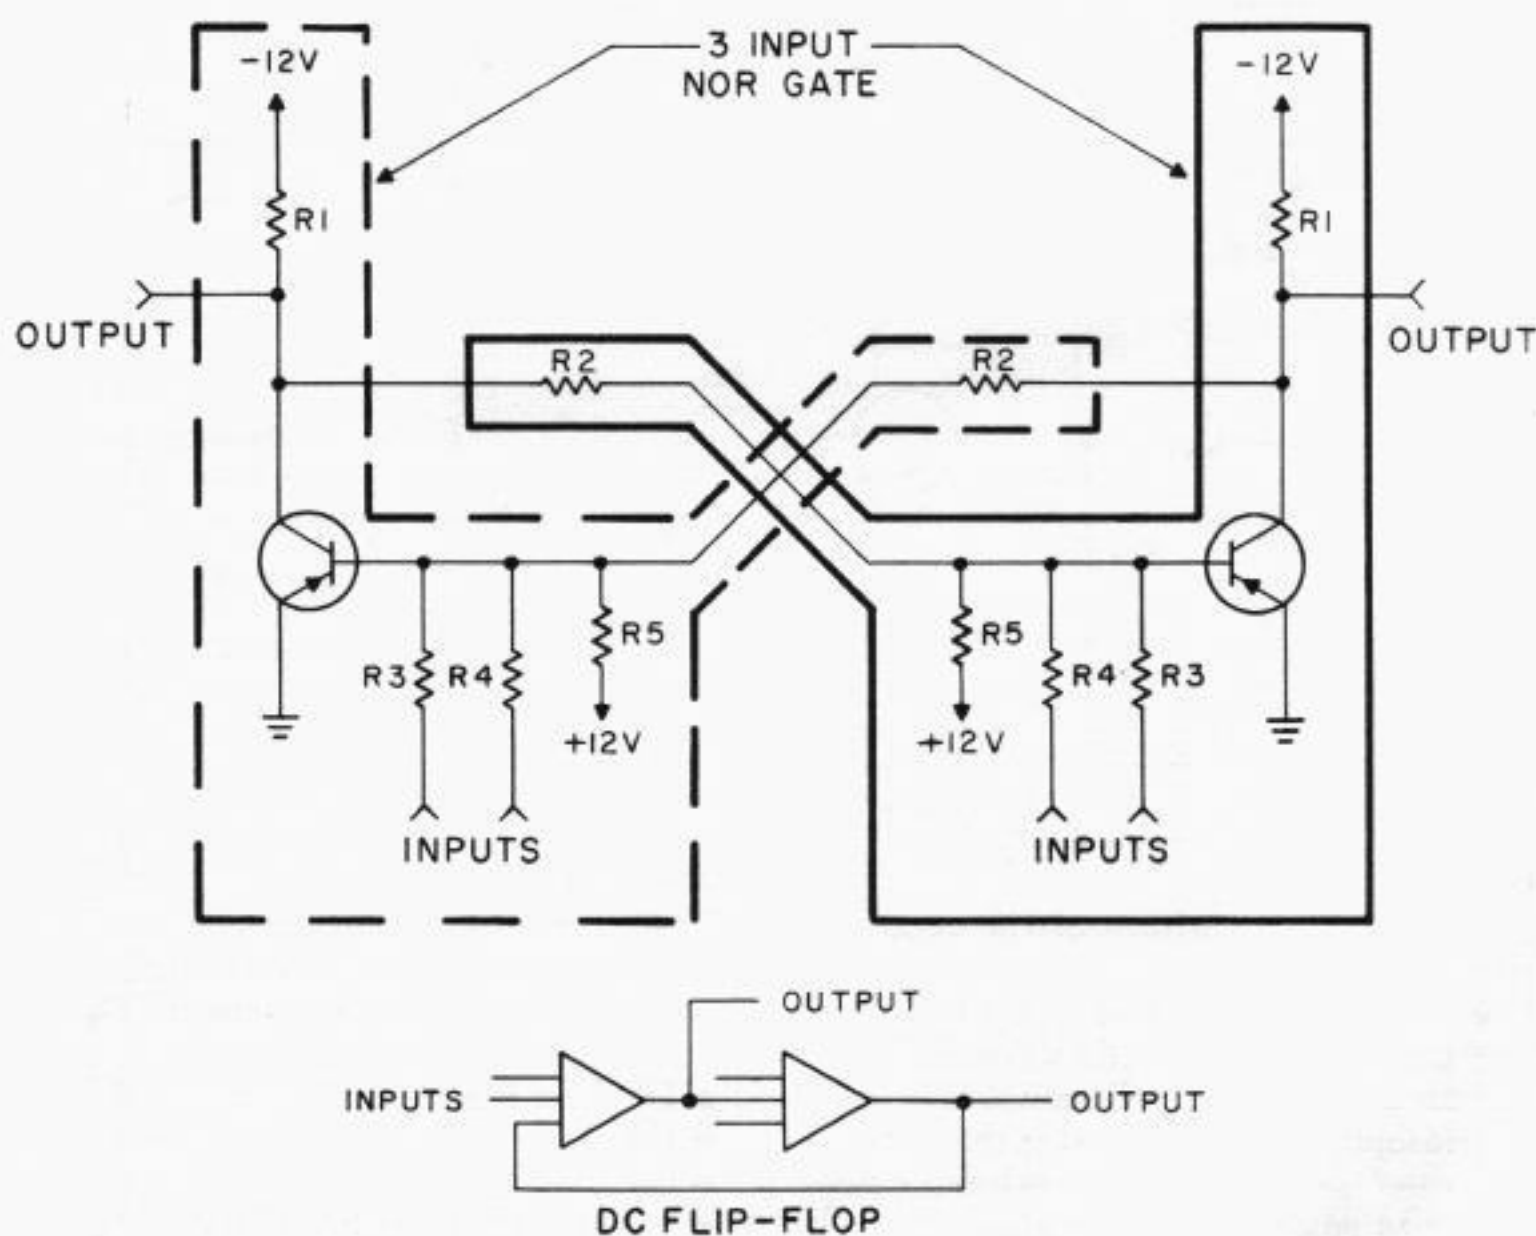 3 INPUT
NOR GATE
-12V
-12V
R1
R1
OUTPUT
OUTPUT
R2
R2
R3
R4
R5
+12V
R5
R4
R3
+12V
INPUTS
INPUTS
OUTPUT
INPUTS
OUTPUT
DC FLIP-FLOP